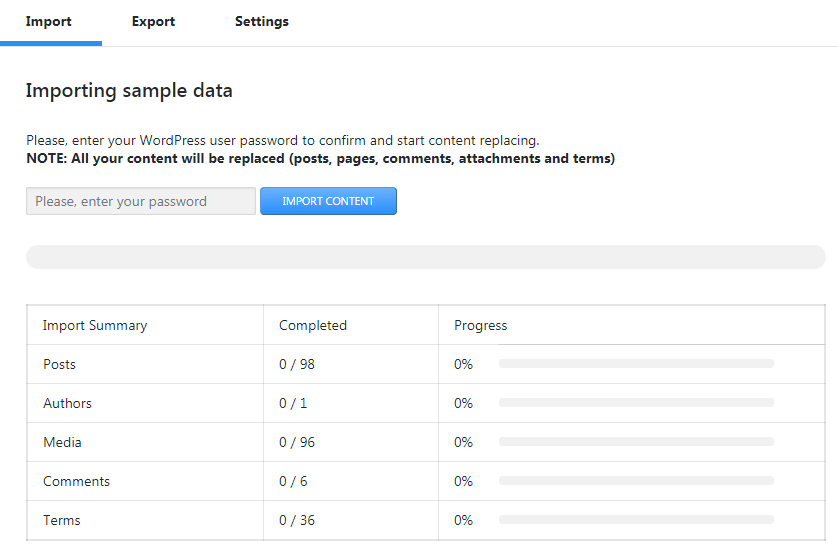 Import Export Settings
Importing sample data
Please, enter your WordPress user password to confirm and start content replacing.
NOTE: All your content will be replaced (posts, pages, comments, attachments and terms)
Please, enter your password IMPORT CONTENT
Import Summary Completed Progress
Posts 0 / 98 0%
Authors 0 / 1 0%
Media 0 / 96 0%
Comments 0 / 6 0%
Terms 0 / 36 0%